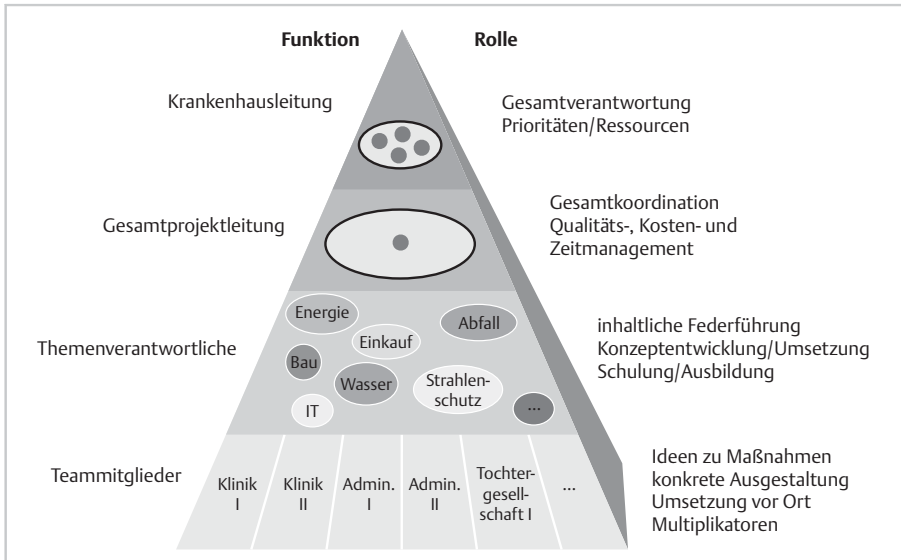 Funktion
Rolle
Krankenhausleitung
Gesamtverantwortung
Prioritäten/Ressourcen
Gesamtprojektleitung
Gesamtkoordination
Qualitäts-, Kosten- und
Zeitmanagement
Themenverantwortliche
Energie
Abfall
Einkauf
Bau
Wasser
Strahlen-
schutz
IT
...
inhaltliche Federführung
Konzeptentwicklung/Umsetzung
Schulung/Ausbildung
Teammitglieder
Klinik
I
Klinik
II
Admin.
I
Admin.
II
Tochter-
gesell-
schaft I
...
Ideen zu Maßnahmen
konkrete Ausgestaltung
Umsetzung vor Ort
Multiplikatoren